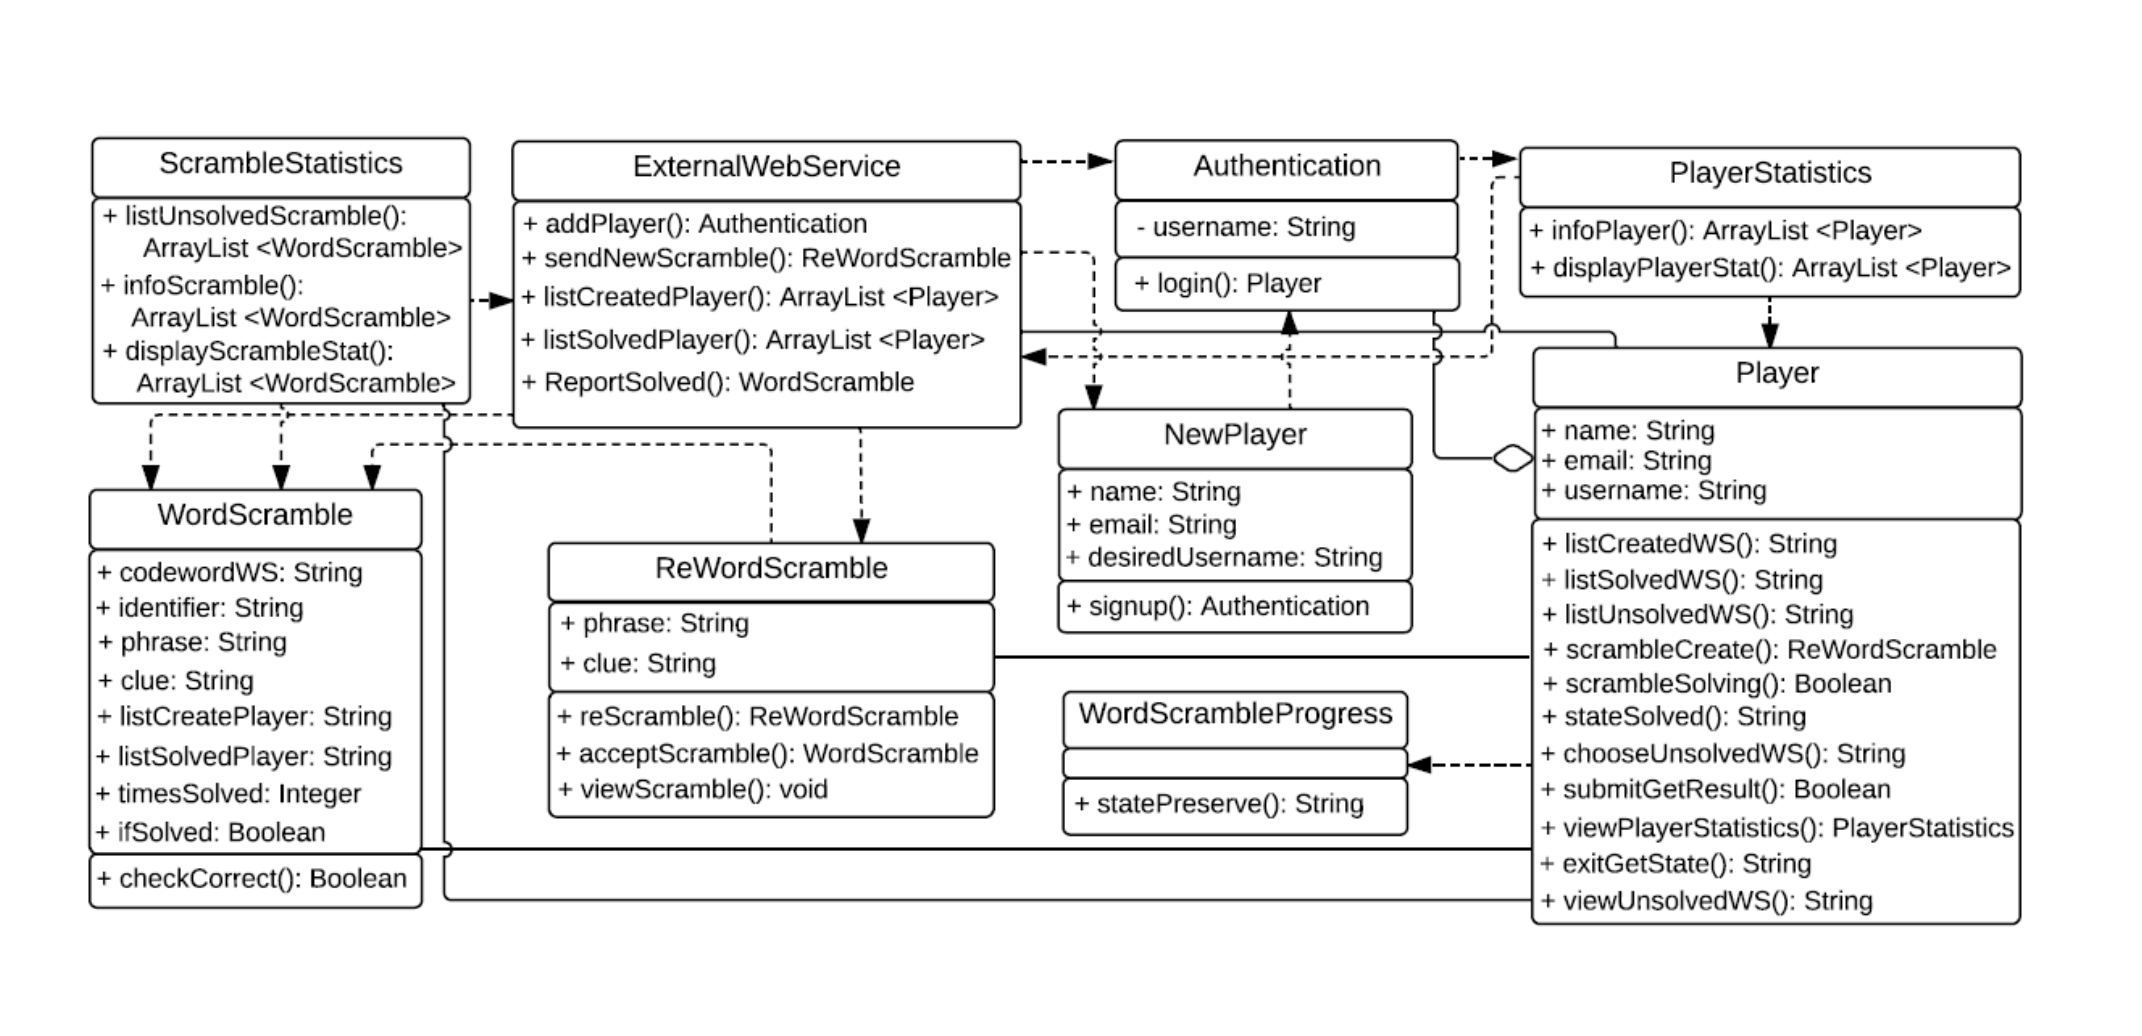 ScrambleStatistics
+ listUnsolvedScramble():
ArrayList <WordScramble>
+ infoScramble():
ArrayList <WordScramble>
+ displayScrambleStat():
ArrayList <WordScramble>
ExternalWebService
+ addPlayer(): Authentication
+ sendNewScramble(): ReWordScramble
+ listCreatedPlayer(): ArrayList <Player>
+ listSolvedPlayer(): ArrayList <Player>
+ ReportSolved(): WordScramble
Authentication
- username: String
+ login(): Player
PlayerStatistics
+ infoPlayer(): ArrayList <Player>
+ displayPlayerStat(): ArrayList <Player>
WordScramble
+ codewordWS: String
+ identifier: String
+ phrase: String
+ clue: String
+ listCreatePlayer: String
+ listSolvedPlayer: String
+ timesSolved: Integer
+ ifSolved: Boolean
+ checkCorrect(): Boolean
ReWordScramble
+ phrase: String
+ clue: String
+ reScramble(): ReWordScramble
+ acceptScramble(): WordScramble
+ viewScramble(): void
NewPlayer
+ name: String
+ email: String
+ desiredUsername: String
+ signup(): Authentication
WordScrambleProgress
+ statePreserve(): String
Player
+ name: String
+ email: String
+ username: String
+ listCreatedWS(): String
+ listSolvedWS(): String
+ listUnsolvedWS(): String
+ scrambleCreate(): ReWordScramble
+ scrambleSolving(): Boolean
+ stateSolved(): String
+ chooseUnsolvedWS(): String
+ submitGetResult(): Boolean
+ viewPlayerStatistics(): PlayerStatistics
+ exitGetState(): String
+ viewUnsolvedWS(): String